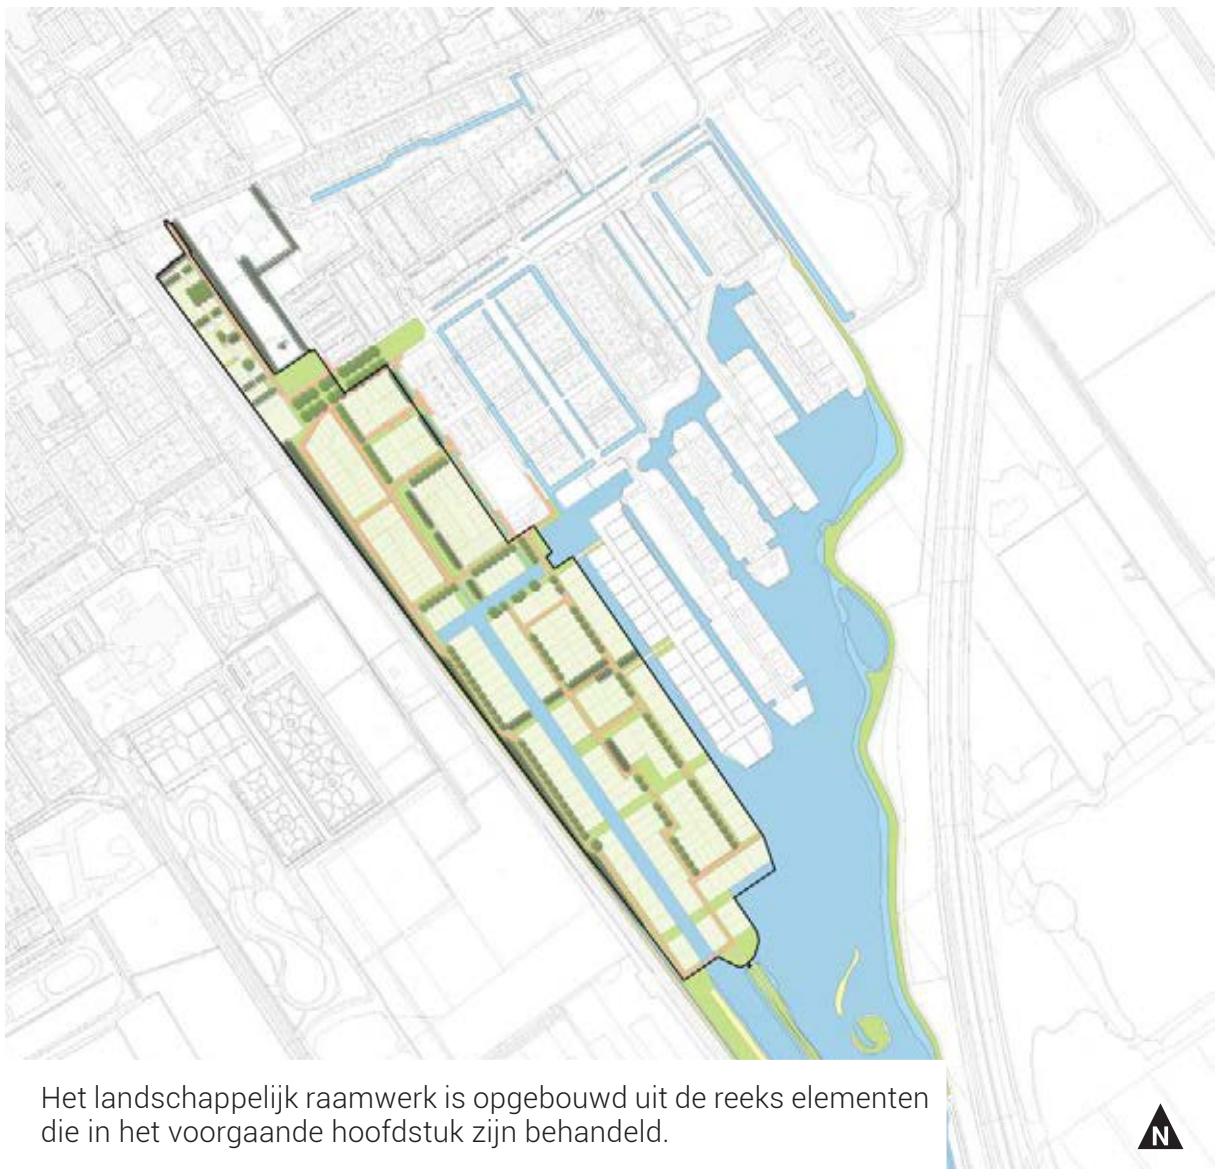 Het landschappelijk raamwerk is opgebouwd uit de reeks elementen
die in het voorgaande hoofdstuk zijn behandeld.
N